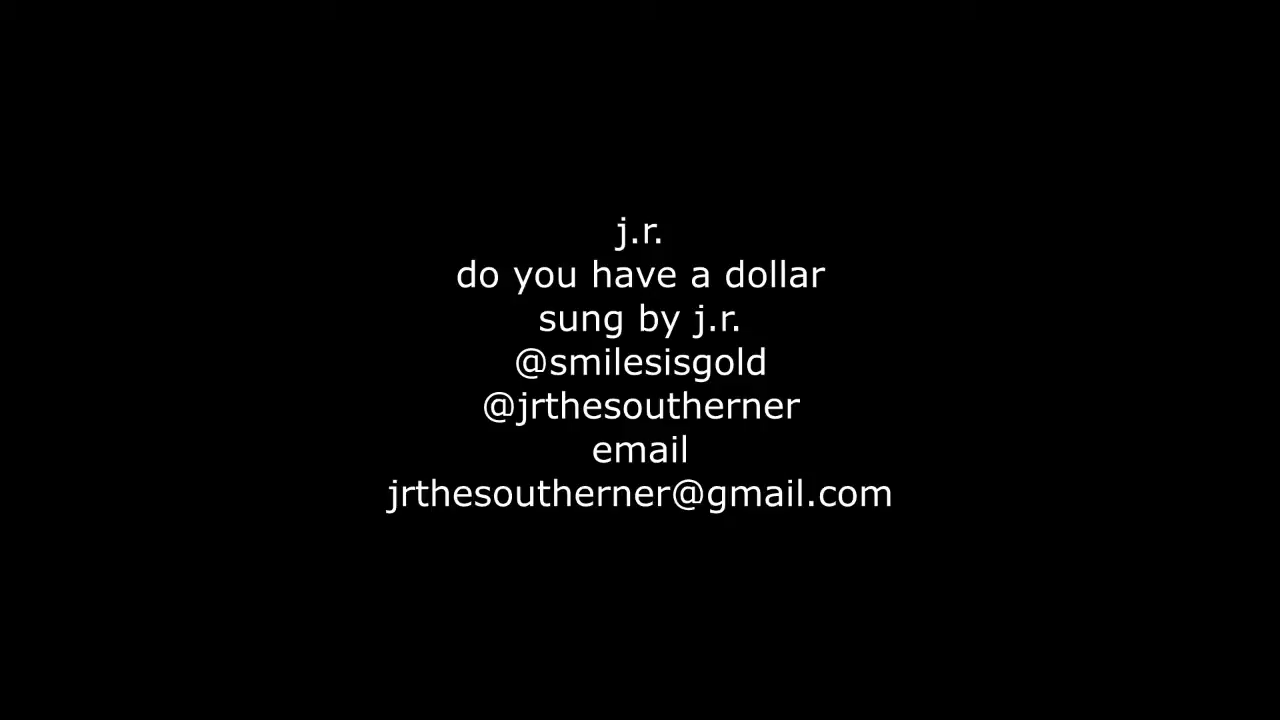 j.r.
do you have a dollar
sung by j.r.
@smilesisgold
@jrthesoutherner
email
jrthesoutherner@gmail.com